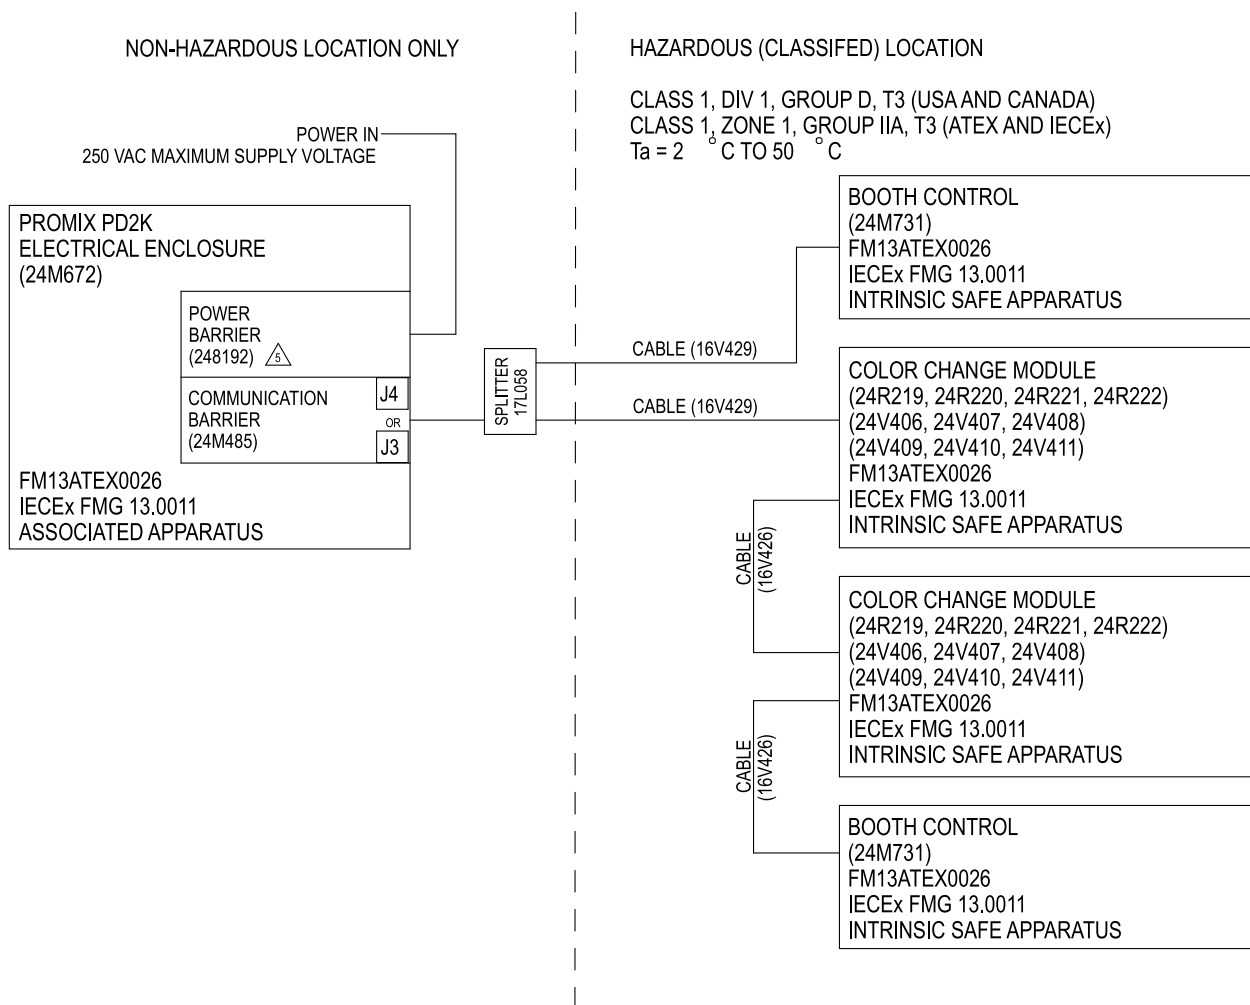 NON-HAZARDOUS LOCATION ONLY
HAZARDOUS (CLASSIFED) LOCATION
CLASS 1, DIV 1, GROUP D, T3 (USA AND CANADA)
CLASS 1, ZONE 1, GROUP IIA, T3 (ATEX AND IECEx)
Ta = 2 ° C TO 50 ° C
POWER IN
250 VAC MAXIMUM SUPPLY VOLTAGE
PROMIX PD2K
ELECTRICAL ENCLOSURE
(24M672)
POWER
BARRIER
(248192) 5
COMMUNICATION
BARRIER
(24M485)
J4
OR
J3
FM13ATEX0026
IECEx FMG 13.0011
ASSOCIATED APPARATUS
SPLITTER
17L058
CABLE (16V429)
CABLE (16V429)
BOOTH CONTROL
(24M731)
FM13ATEX0026
IECEx FMG 13.0011
INTRINSIC SAFE APPARATUS
COLOR CHANGE MODULE
(24R219, 24R220, 24R221, 24R222)
(24V406, 24V407, 24V408)
(24V409, 24V410, 24V411)
FM13ATEX0026
IECEx FMG 13.0011
INTRINSIC SAFE APPARATUS
CABLE
(16V426)
COLOR CHANGE MODULE
(24R219, 24R220, 24R221, 24R222)
(24V406, 24V407, 24V408)
(24V409, 24V410, 24V411)
FM13ATEX0026
IECEx FMG 13.0011
INTRINSIC SAFE APPARATUS
CABLE
(16V426)
BOOTH CONTROL
(24M731)
FM13ATEX0026
IECEx FMG 13.0011
INTRINSIC SAFE APPARATUS